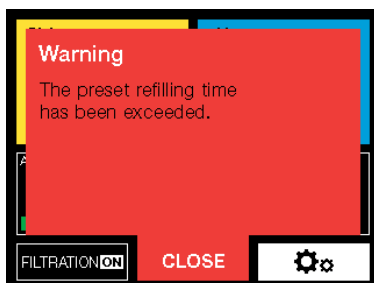 Warning
The preset refilling time
has been exceeded.
FILTRATION ON
CLOSE